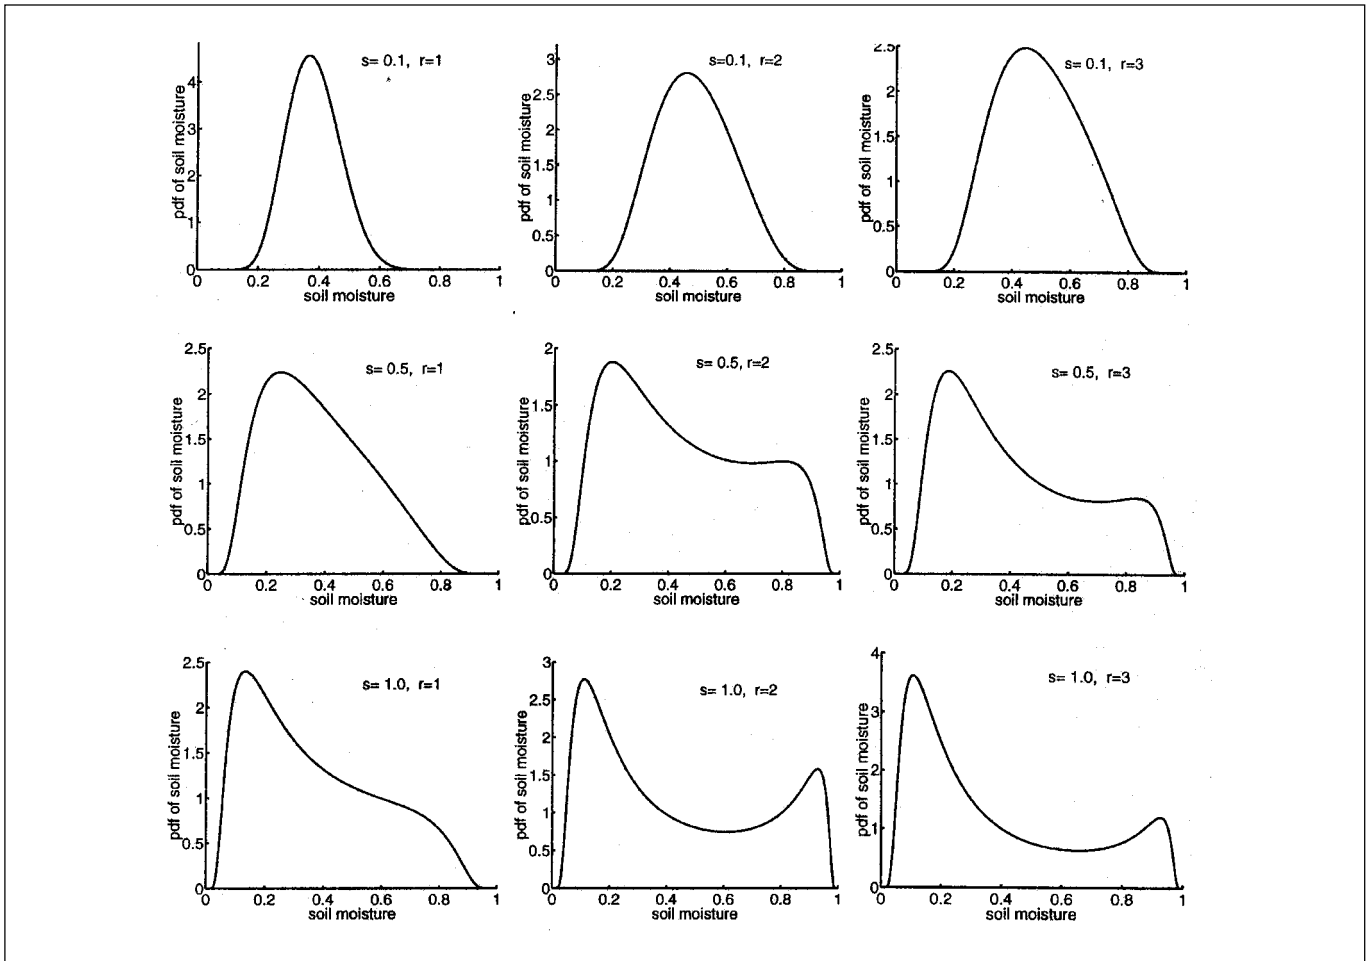 s= 0.1, r=1
pdf of soil moisture
4
3
2
1
0
0 0.2 0.4 0.6 0.8 1
soil moisture
s=0.1, r=2
pdf of soil moisture
3
2.5
2
1.5
1
0.5
0
0 0.2 0.4 0.6 0.8 1
soil moisture
s= 0.1, r=3
pdf of soil moisture
2.5
2
1.5
1
0.5
0
0 0.2 0.4 0.6 0.8 1
soil moisture
s= 0.5, r=1
pdf of soil moisture
2.5
2
1.5
1
0.5
0
0 0.2 0.4 0.6 0.8 1
soil moisture
s= 0.5, r=2
pdf of soil moisture
2
1.5
1
0.5
0
0 0.2 0.4 0.6 0.8 1
soil moisture
s= 0.5, r=3
pdf of soil moisture
2.5
2
1.5
1
0.5
0
0 0.2 0.4 0.6 0.8 1
soil moisture
s= 1.0, r=1
pdf of soil moisture
2.5
2
1.5
1
0.5
0
0 0.2 0.4 0.6 0.8 1
soil moisture
s= 1.0, r=2
pdf of soil moisture
3
2.5
2
1.5
1
0.5
0
0 0.2 0.4 0.6 0.8 1
soil moisture
s= 1.0, r=3
pdf of soil moisture
4
3
2
1
0
0 0.2 0.4 0.6 0.8 1
soil moisture